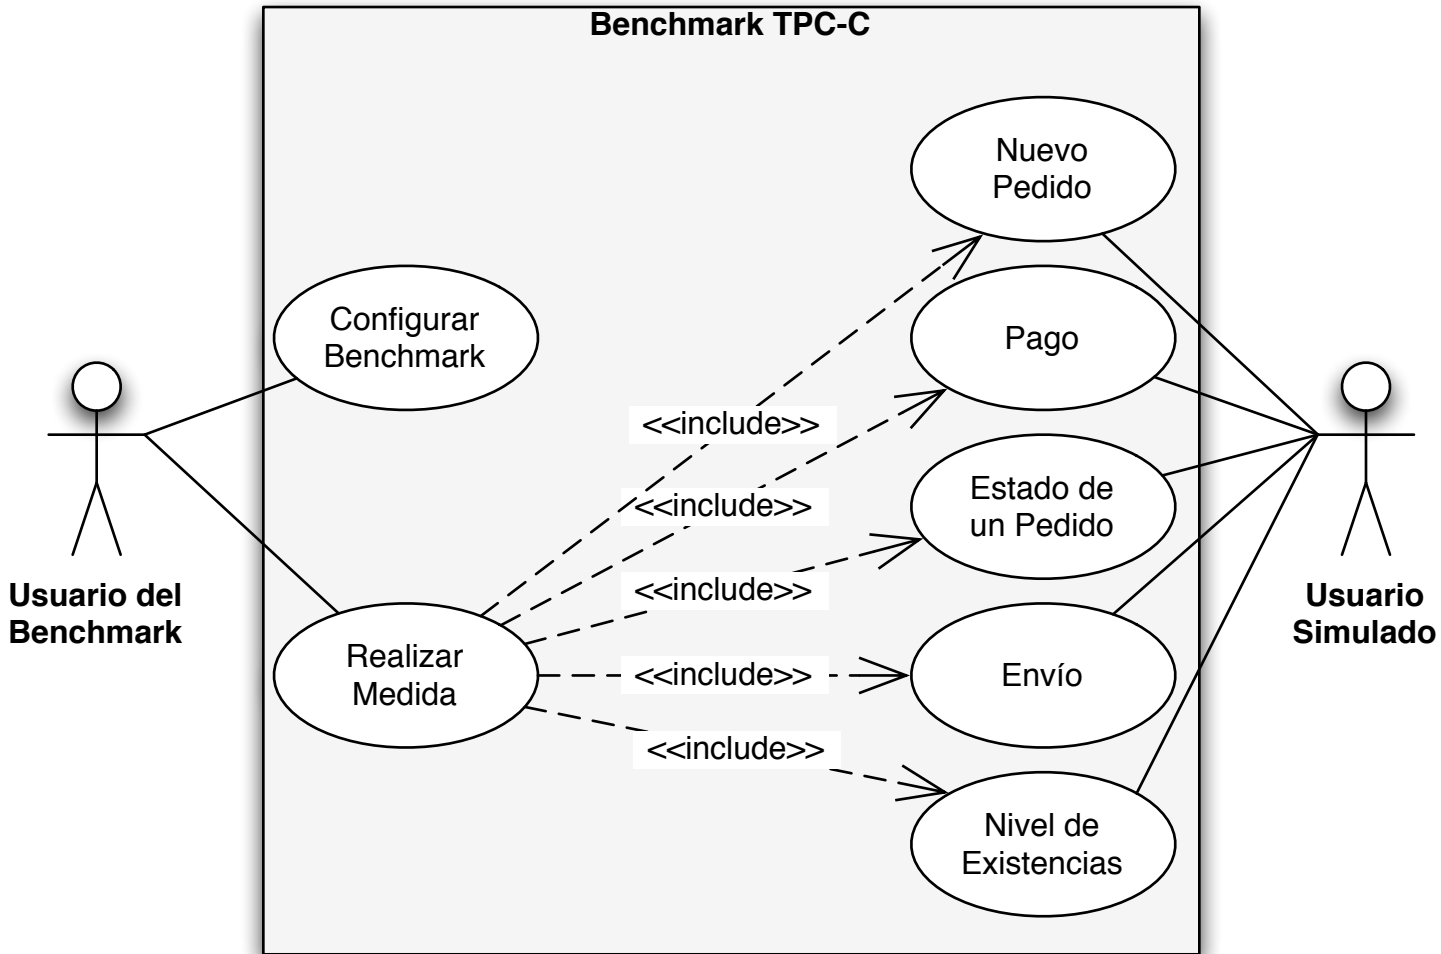 Benchmark TPC-C
Nuevo
Pedido
Configurar
Benchmark
Pago
<<include>>
<<include>>
Estado de
un Pedido
<<include>>
Usuario del
Benchmark
Usuario
Simulado
Realizar
Medida
<<include>>
Envío
<<include>>
Nivel de
Existencias